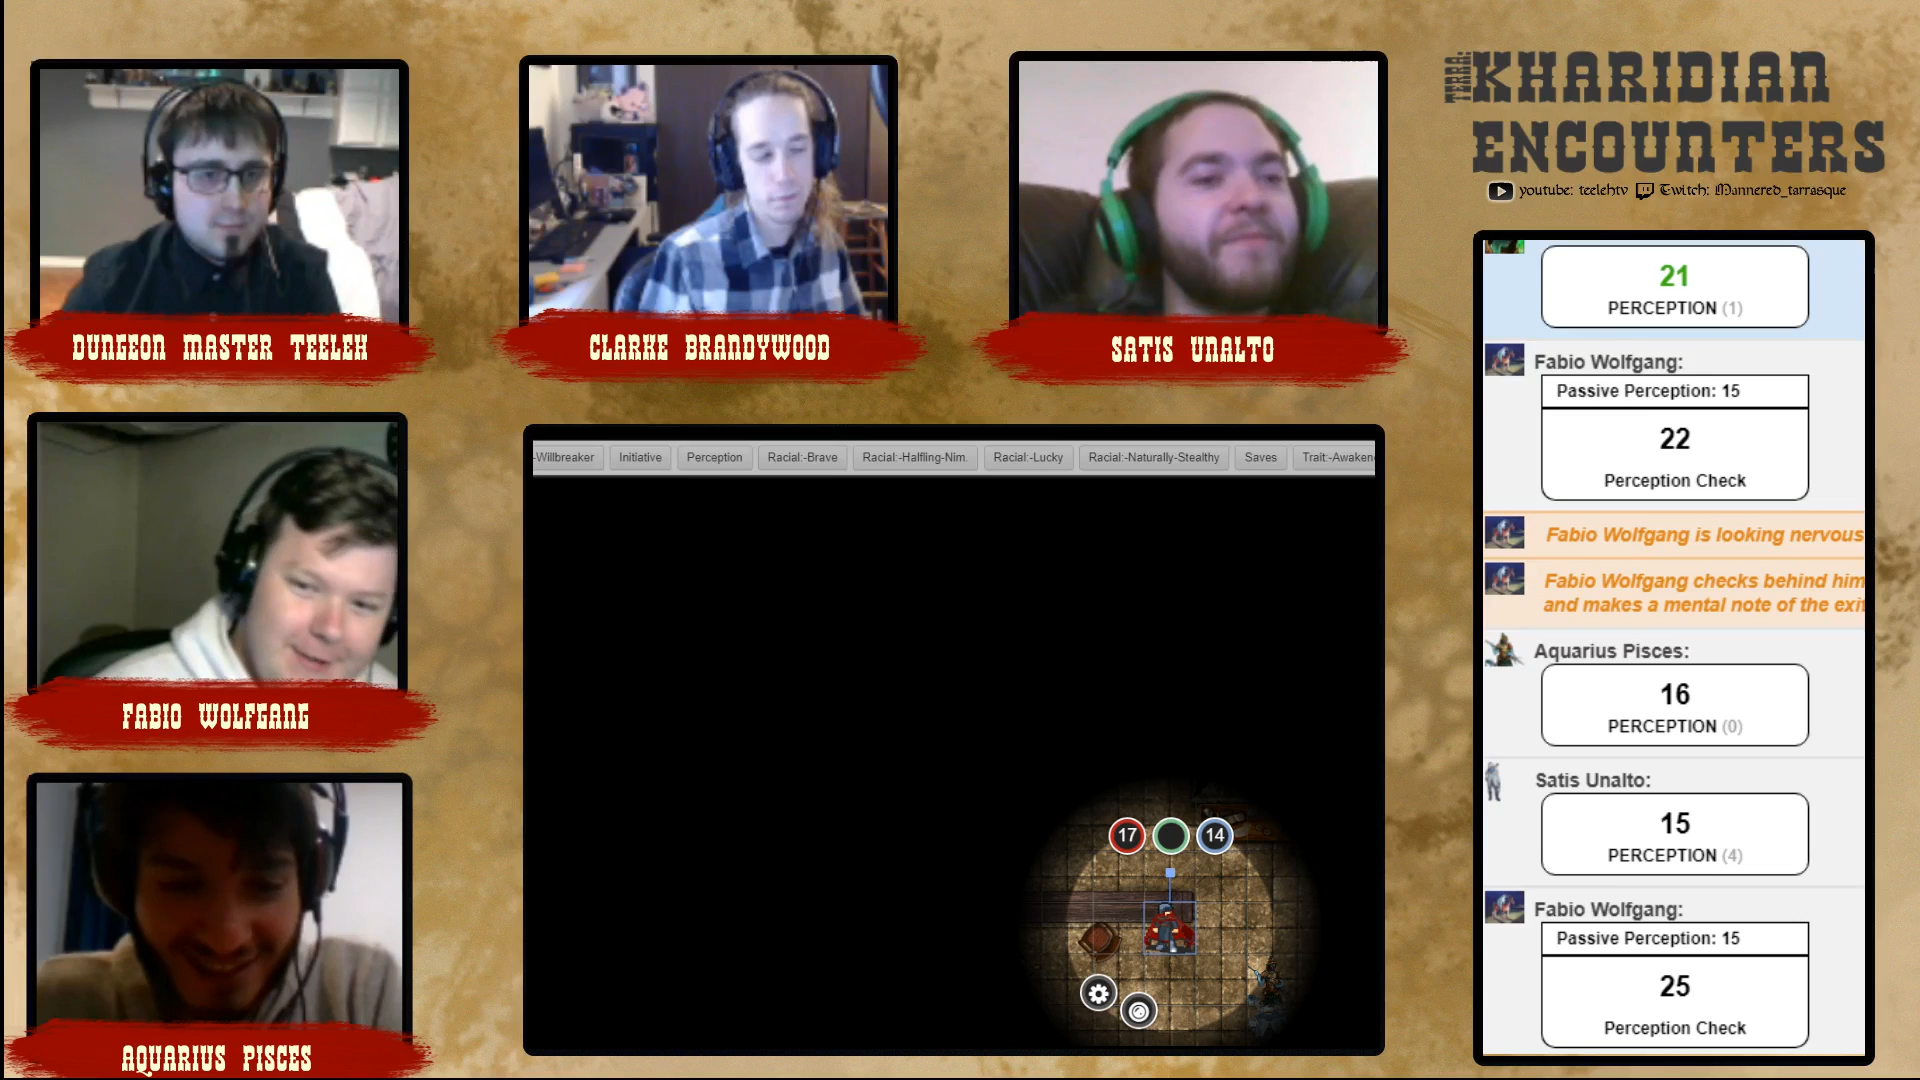 TERRA:
KHARIDIAN
ENCOUNTERS
youtube: teelehtv Twitch: Mannered_tarrasque
DUNGEON MASTER TEELEH
CLARKE BRANDYWOOD
SATIS UNALTO
FABIO WOLFGANG
AQUARIUS PISCES
-Willbreaker Initiative Perception Racial:-Brave Racial:-Halfling-Nim. Racial:-Lucky Racial:-Naturally-Stealthy Saves Trait:-Awaken
17 14
21
PERCEPTION (1)
Fabio Wolfgang:
Passive Perception: 15
22
Perception Check
Fabio Wolfgang is looking nervous
Fabio Wolfgang checks behind him
and makes a mental note of the exit
Aquarius Pisces:
16
PERCEPTION (0)
Satis Unalto:
15
PERCEPTION (4)
Fabio Wolfgang:
Passive Perception: 15
25
Perception Check